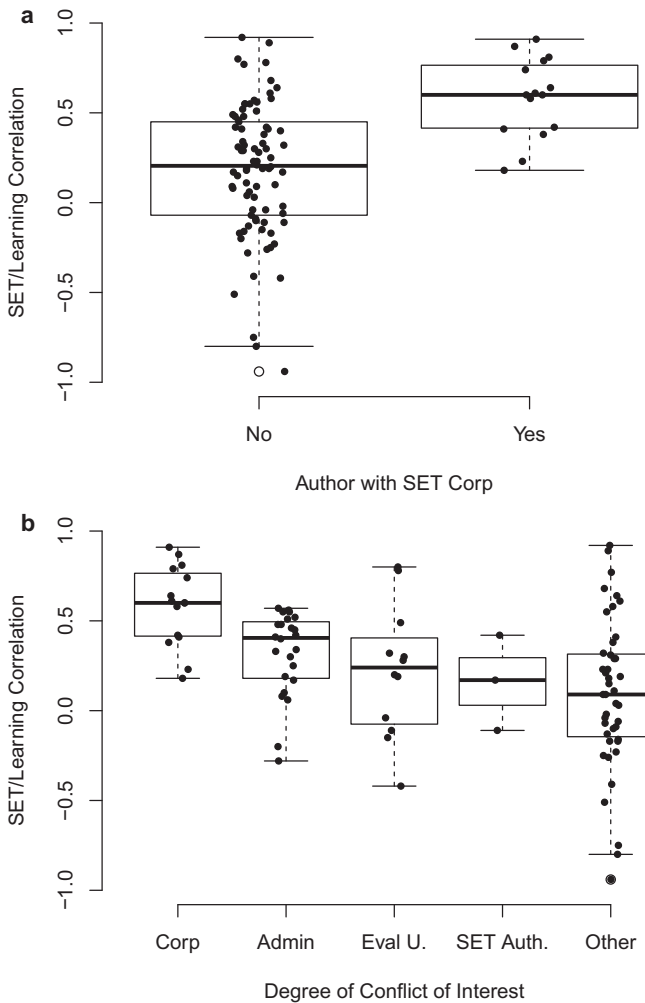 a
1.0
0.5
0.0
−0.5
−1.0
SET/Learning Correlation
No Yes
Author with SET Corp
b
1.0
0.5
0.0
−0.5
−1.0
SET/Learning Correlation
Corp Admin Eval U. SET Auth. Other
Degree of Conflict of Interest